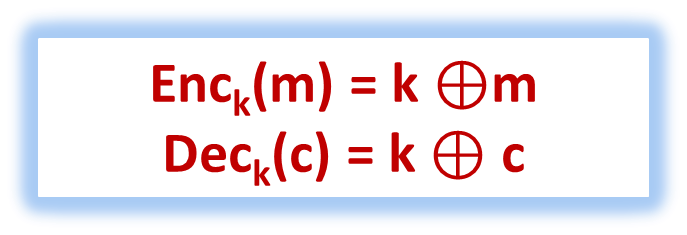 Encₖ(m) = k ⊕m
Decₖ(c) = k ⊕ c